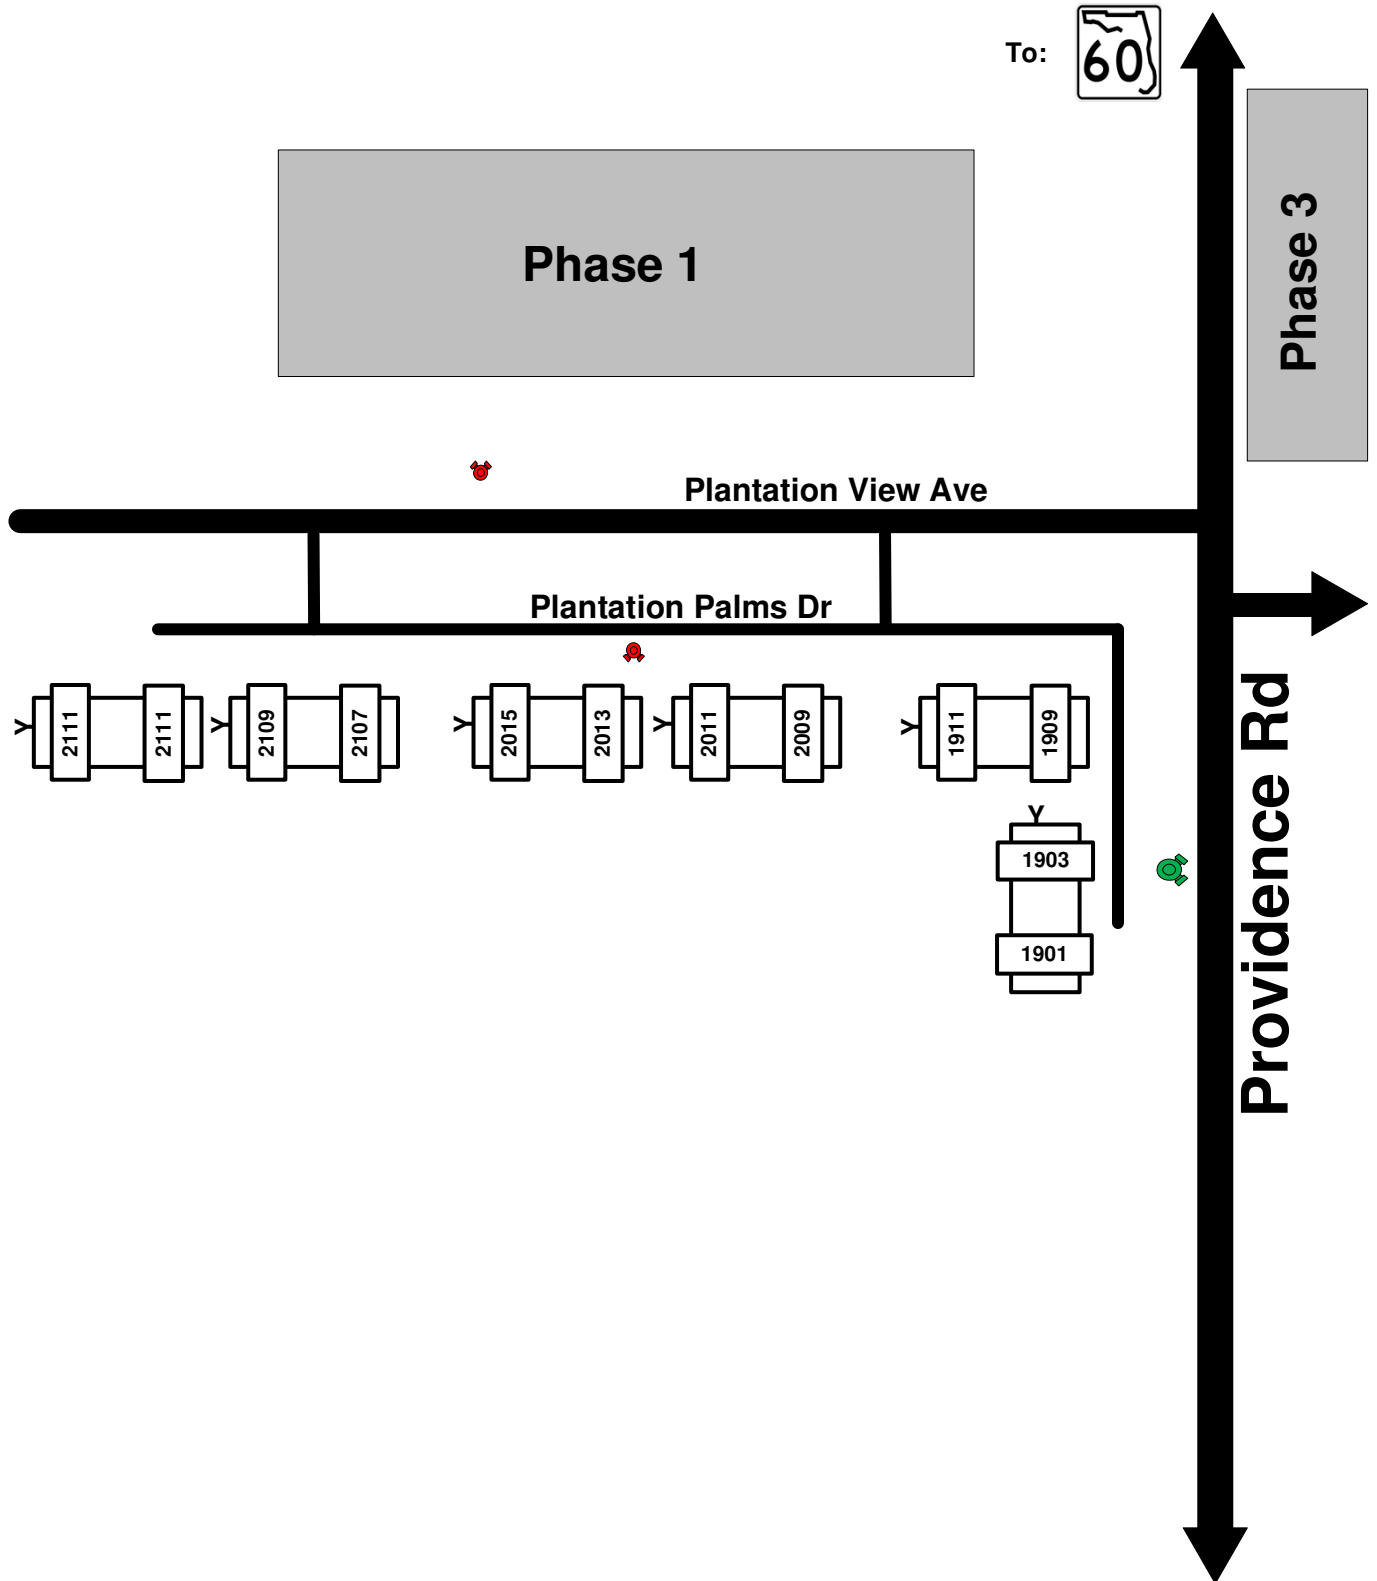 To:
60
Phase 3
Phase 1
Plantation View Ave
Plantation Palms Dr
Providence Rd
Y
2111
2111
Y
2109
2107
Y
2015
2013
Y
2011
2009
Y
1911
1909
Y
1903
1901